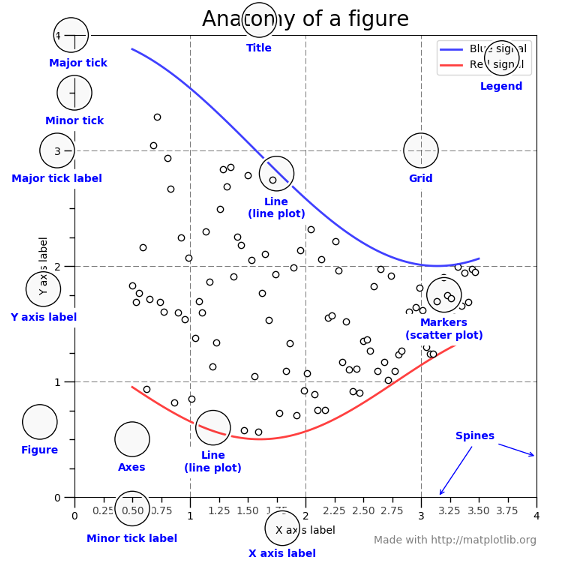 Anatomy of a figure
4
Blue signal
Red signal
Title
Major tick
Legend
Minor tick
3
Major tick label
Grid
Line
(line plot)
Y axis label
2
Y axis label
Markers
(scatter plot)
1
Spines
Figure
Axes
Line
(line plot)
0
0 0.25 0.50 0.75 1 1.25 1.50 1.75 2 2.25 2.50 2.75 3 3.25 3.50 3.75 4
X axis label
Minor tick label
Made with http://matplotlib.org
X axis label